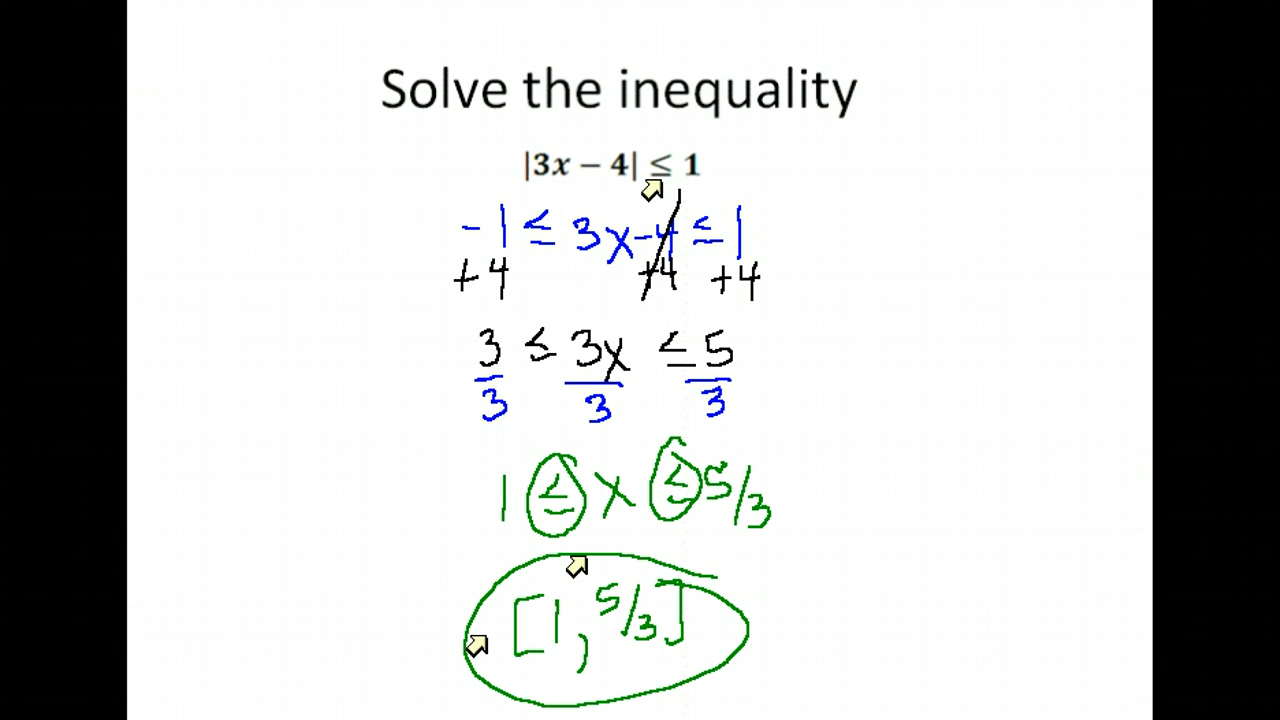 Solve the inequality
|3x − 4| ≤ 1
-1 ≤ 3x-4 ≤ 1
+4 +4 +4
3 ≤ 3x ≤ 5
3 3 3
1 ≤ x ≤ 5/3
[1, 5/3]